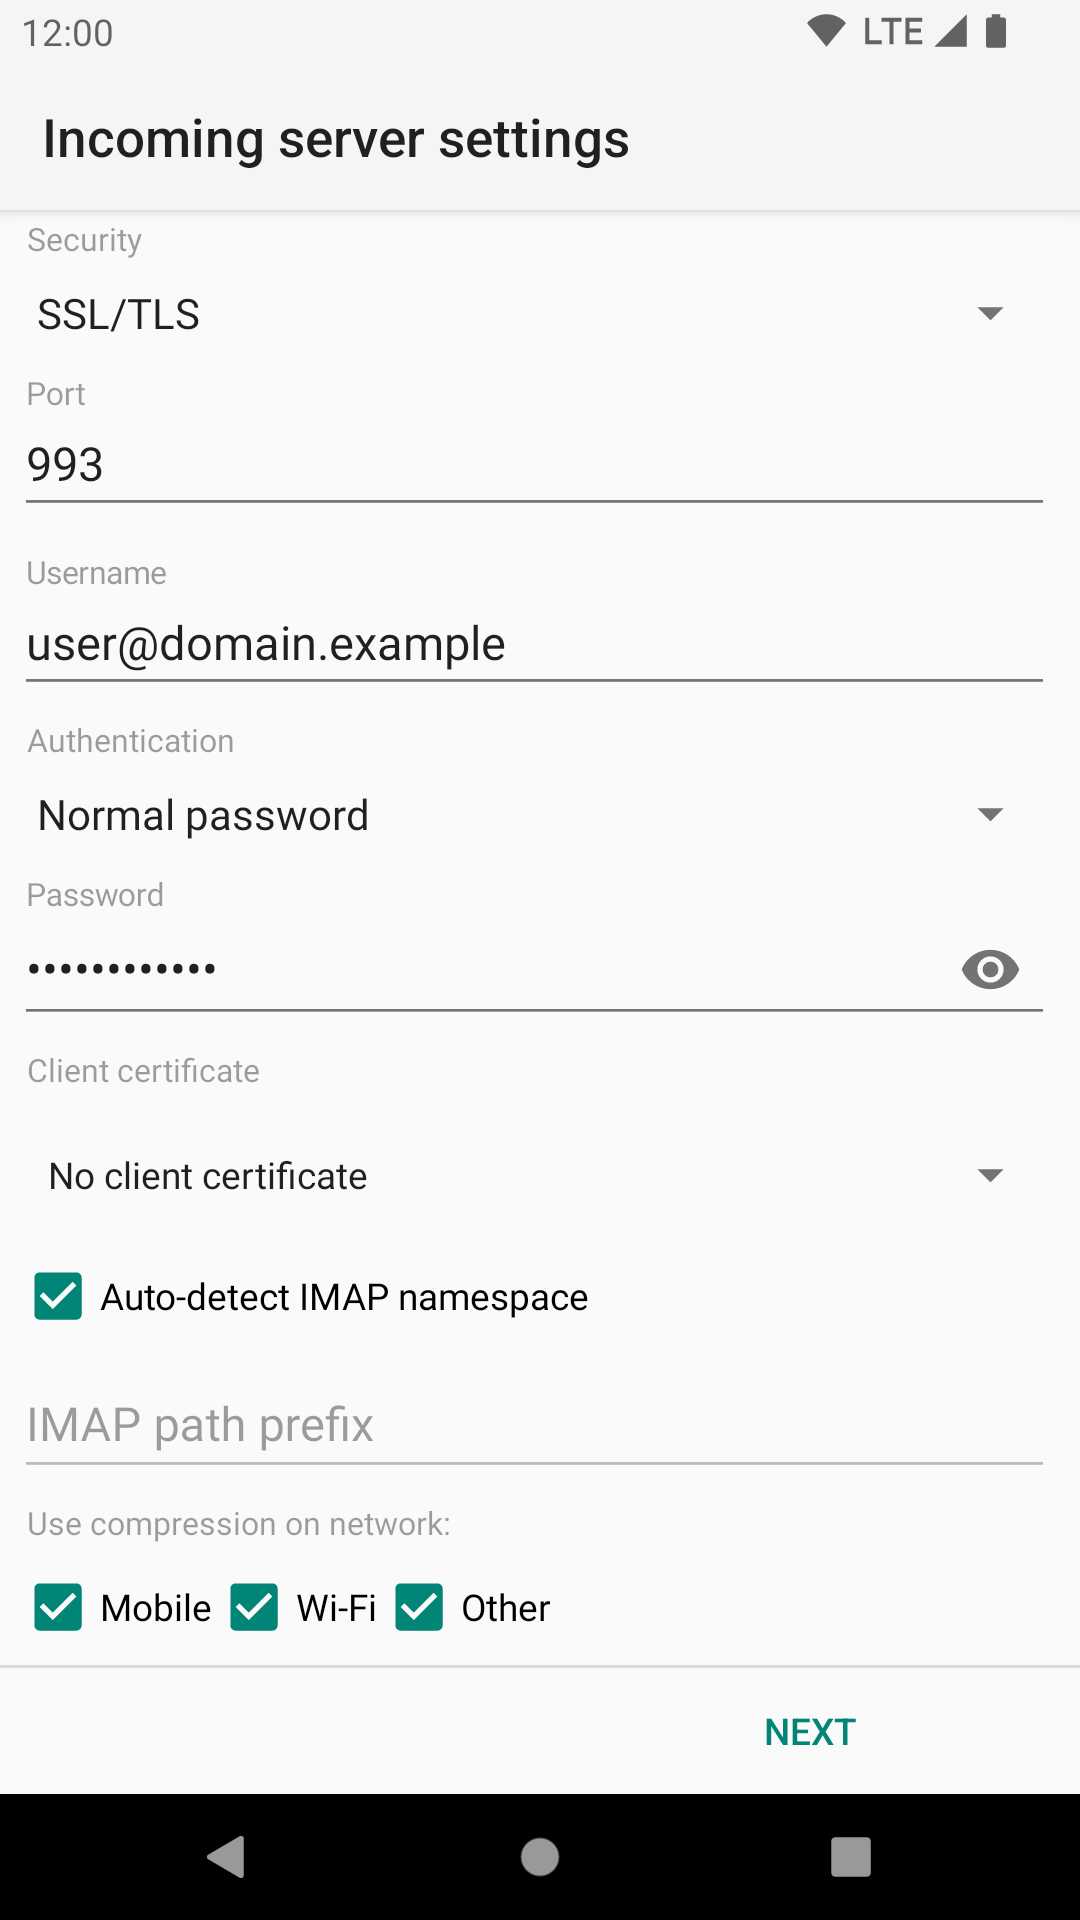 12:00
LTE
Incoming server settings
Security
SSL/TLS
Port
993
Username
user@domain.example
Authentication
Normal password
Password
••••••••••••
Client certificate
No client certificate
Auto-detect IMAP namespace
IMAP path prefix
Use compression on network:
Mobile Wi-Fi Other
NEXT